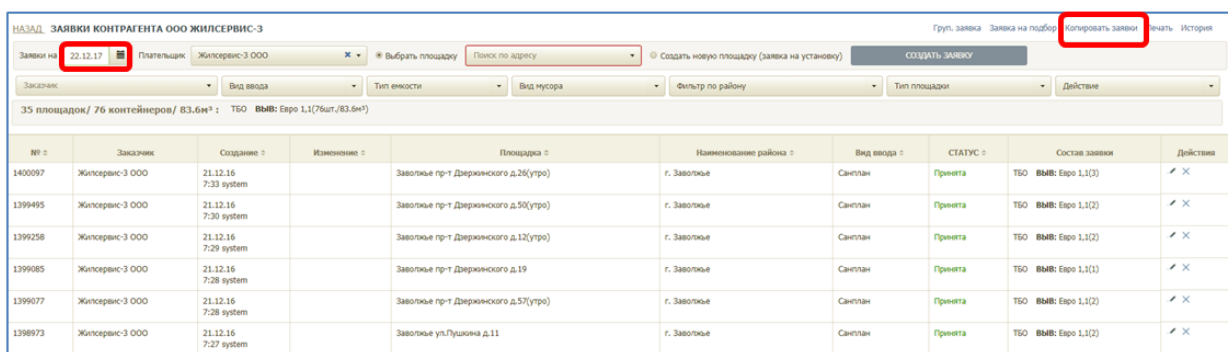 НАЗАД ЗАЯВКИ КОНТРАГЕНТА ООО ЖИЛСЕРВИС-3 Груп. заявка Заявка на подбор Копировать заявки Печать История
Заявки на 22.12.17 Плательщик Жилсервис-3 ООО Выбрать площадку Поиск по адресу Создать новую площадку (заявка на установку) СОЗДАТЬ ЗАЯВКУ
Заказчик Вид ввода Тип емкости Вид мусора Фильтр по району Тип площадки Действие
35 площадок/ 76 контейнеров/ 83.6м³ : ТБО ВЫВ: Евро 1,1(76шт./83.6м³)
№ Заказчик Создание Изменение Площадка Наименование района Вид ввода СТАТУС Состав заявки Действия
1400097 Жилсервис-3 ООО 21.12.16 Заволжье пр-т Дзержинского д.26(утро) г. Заволжье Санплан Принята ТБО ВЫВ: Евро 1,1(3)
7:33 system
1399495 Жилсервис-3 ООО 21.12.16 Заволжье пр-т Дзержинского д.50(утро) г. Заволжье Санплан Принята ТБО ВЫВ: Евро 1,1(2)
7:30 system
1399258 Жилсервис-3 ООО 21.12.16 Заволжье пр-т Дзержинского д.12(утро) г. Заволжье Санплан Принята ТБО ВЫВ: Евро 1,1(2)
7:29 system
1399085 Жилсервис-3 ООО 21.12.16 Заволжье пр-т Дзержинского д.19 г. Заволжье Санплан Принята ТБО ВЫВ: Евро 1,1(1)
7:28 system
1399077 Жилсервис-3 ООО 21.12.16 Заволжье пр-т Дзержинского д.57(утро) г. Заволжье Санплан Принята ТБО ВЫВ: Евро 1,1(2)
7:28 system
1398973 Жилсервис-3 ООО 21.12.16 Заволжье ул.Пушкина д.11 г. Заволжье Санплан Принята ТБО ВЫВ: Евро 1,1(2)
7:27 system